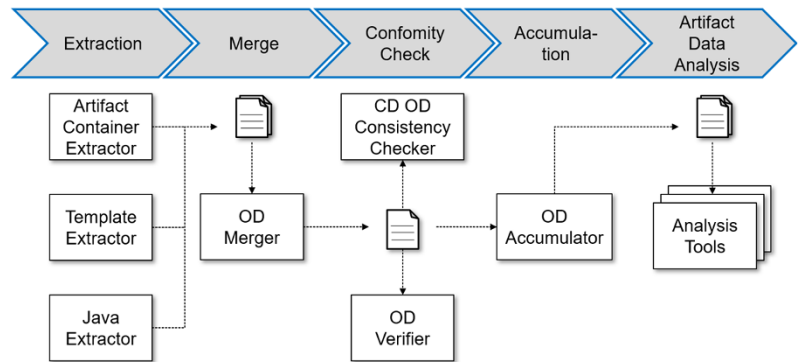 Extraction
Merge
Confomity
Check
Accumula-
tion
Artifact
Data
Analysis
Artifact
Container
Extractor
CD OD
Consistency
Checker
Template
Extractor
OD
Merger
OD
Accumulator
Analysis
Tools
Java
Extractor
OD
Verifier